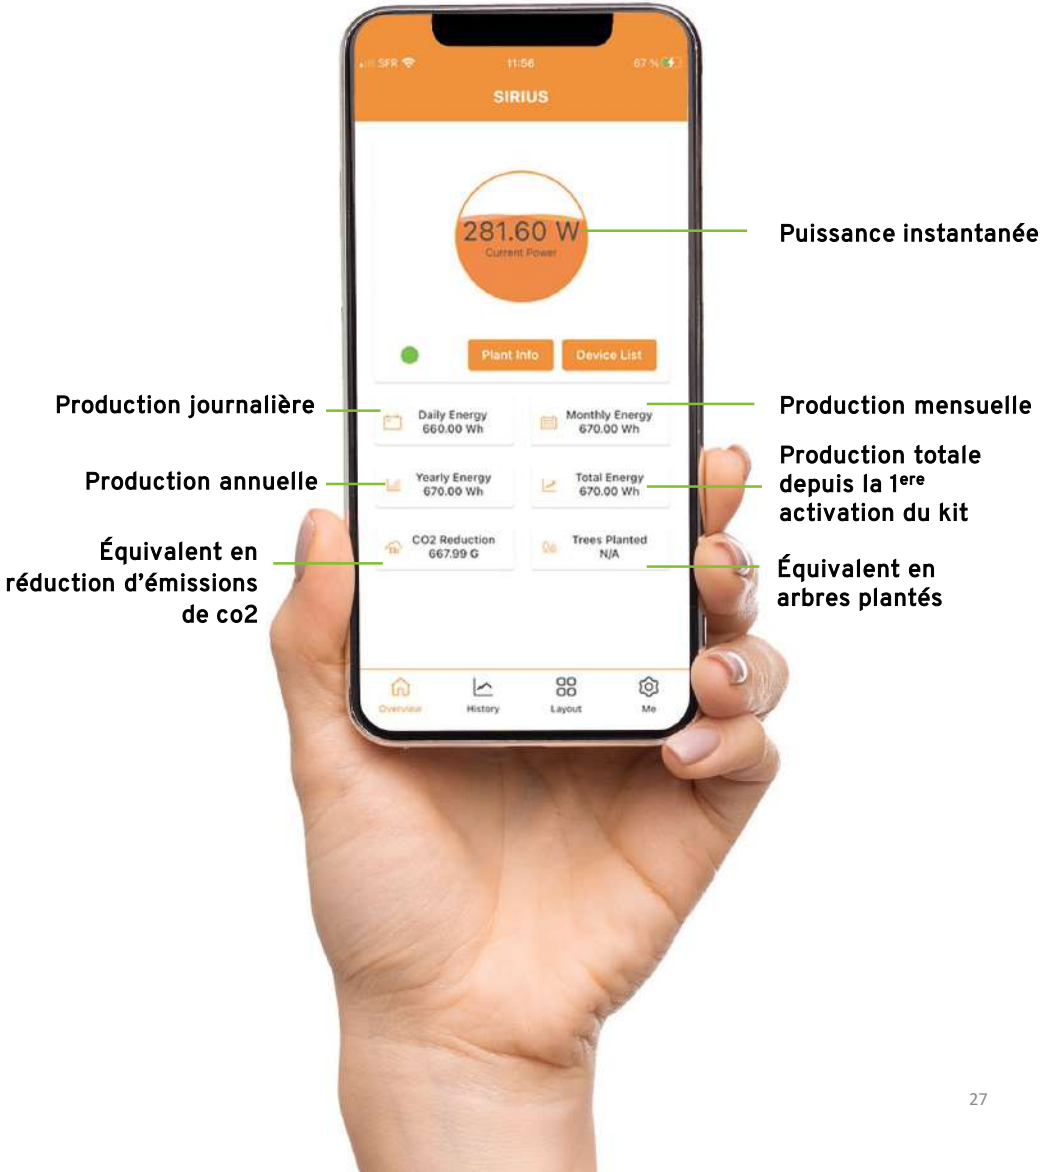 SFR
11:56
67 %
SIRIUS
281.60 W
Current Power
Puissance instantanée
Plant Info
Device List
Production journalière
Daily Energy
660.00 Wh
Monthly Energy
670.00 Wh
Production mensuelle
Production annuelle
Yearly Energy
670.00 Wh
Total Energy
670.00 Wh
Production totale
depuis la 1ere
activation du kit
Équivalent en
réduction d'émissions
de co2
CO2 Reduction
667.99 G
Trees Planted
N/A
Équivalent en
arbres plantés
Overview
History
Layout
Me
27